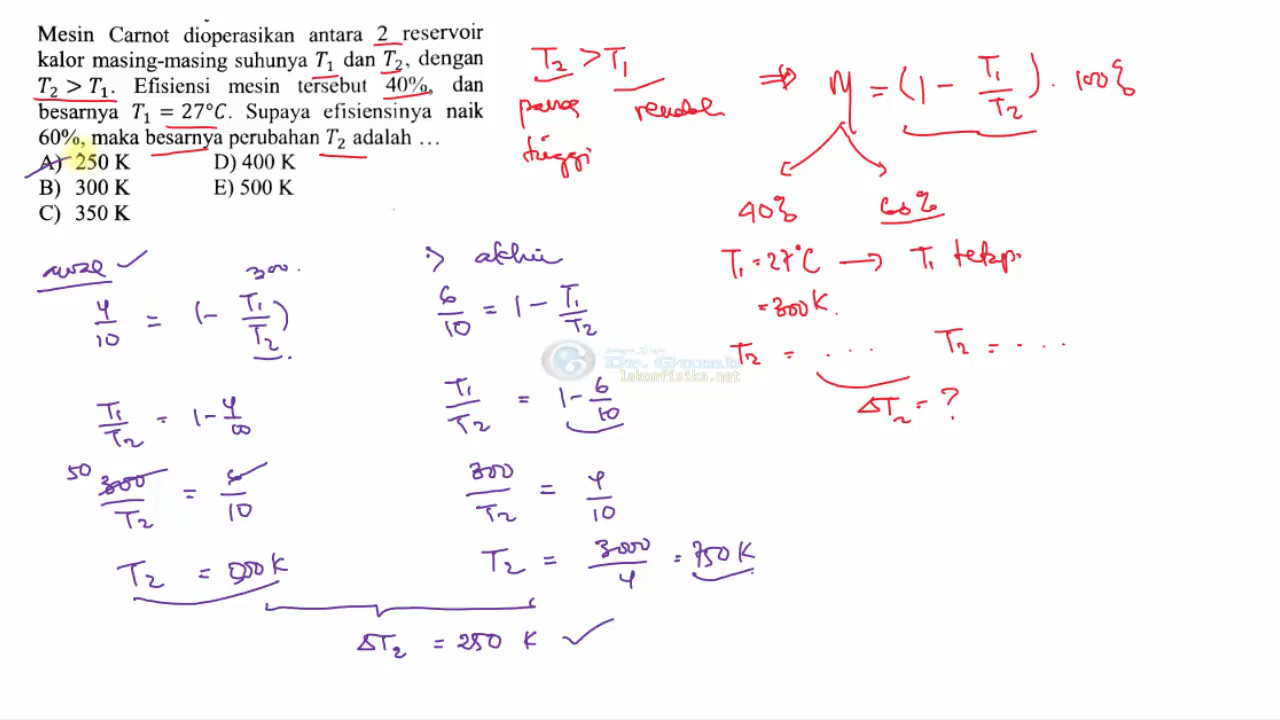 Mesin Carnot dioperasikan antara 2 reservoir
kalor masing-masing suhunya T₁ dan T₂, dengan
T₂ > T₁. Efisiensi mesin tersebut 40%, dan
besarnya T₁ = 27°C. Supaya efisiensinya naik
60%, maka besarnya perubahan T₂ adalah ...
A) 250 K D) 400 K
B) 300 K E) 500 K
C) 350 K
T₂ > T₁
panas rendah
tinggi
⇒ η = (1 - T₁/T₂) . 100%
40% 60%
T₁ = 27°C → T₁ tetap
= 300 K.
T₂ = ... T₂ = ...
ΔT₂ = ?
awal
300
4/10 = (1- T₁/T₂)
T₁/T₂ = 1 - 4/10
50 300/T₂ = 6/10
T₂ = 500 K
akhir
6/10 = 1 - T₁/T₂
T₁/T₂ = 1 - 6/10
300/T₂ = 4/10
T₂ = 3000/4 = 750 K
ΔT₂ = 250 K
Dr. Gumb
lakonfisika.net